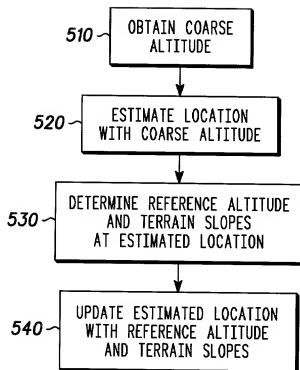 510
OBTAIN COARSE
ALTITUDE
520
ESTIMATE LOCATION
WITH COARSE ALTITUDE
530
DETERMINE REFERENCE ALTITUDE
AND TERRAIN SLOPES
AT ESTIMATED LOCATION
540
UPDATE ESTIMATED LOCATION
WITH REFERENCE ALTITUDE
AND TERRAIN SLOPES